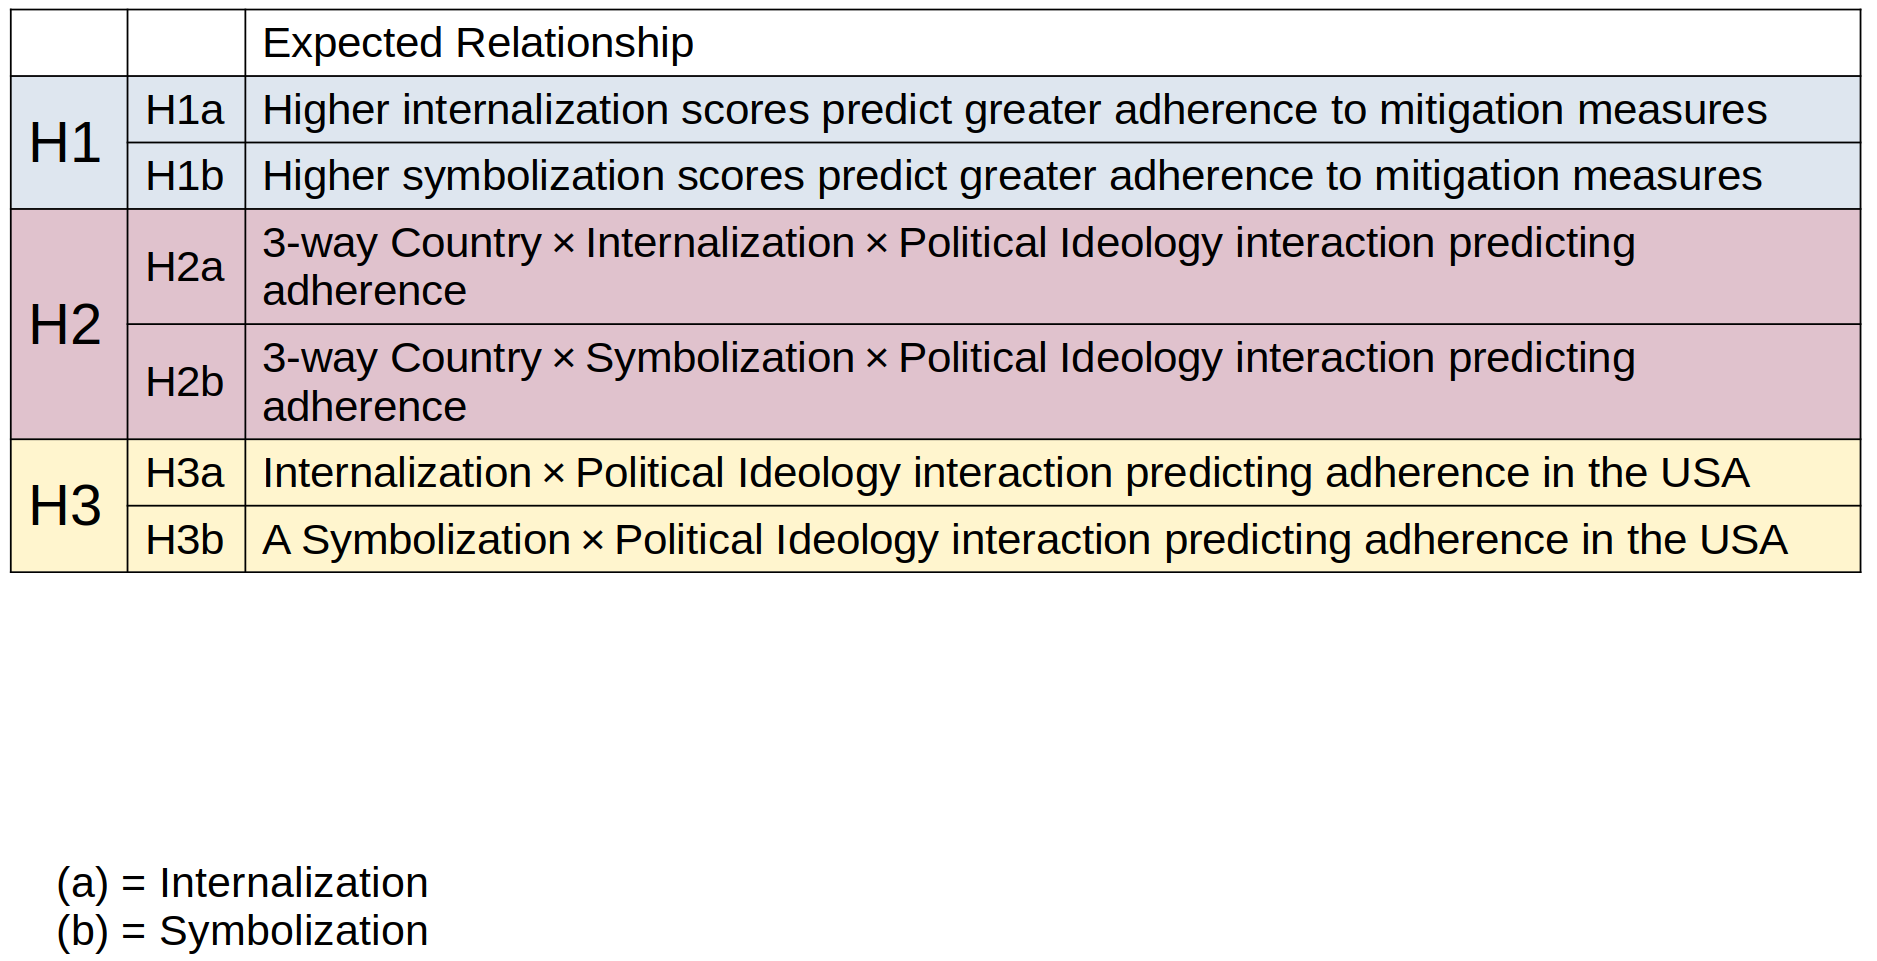 Expected Relationship
H1
H1a Higher internalization scores predict greater adherence to mitigation measures
H1b Higher symbolization scores predict greater adherence to mitigation measures
H2
H2a 3-way Country × Internalization × Political Ideology interaction predicting
adherence
H2b 3-way Country × Symbolization × Political Ideology interaction predicting
adherence
H3
H3a Internalization × Political Ideology interaction predicting adherence in the USA
H3b A Symbolization × Political Ideology interaction predicting adherence in the USA
(a) = Internalization
(b) = Symbolization